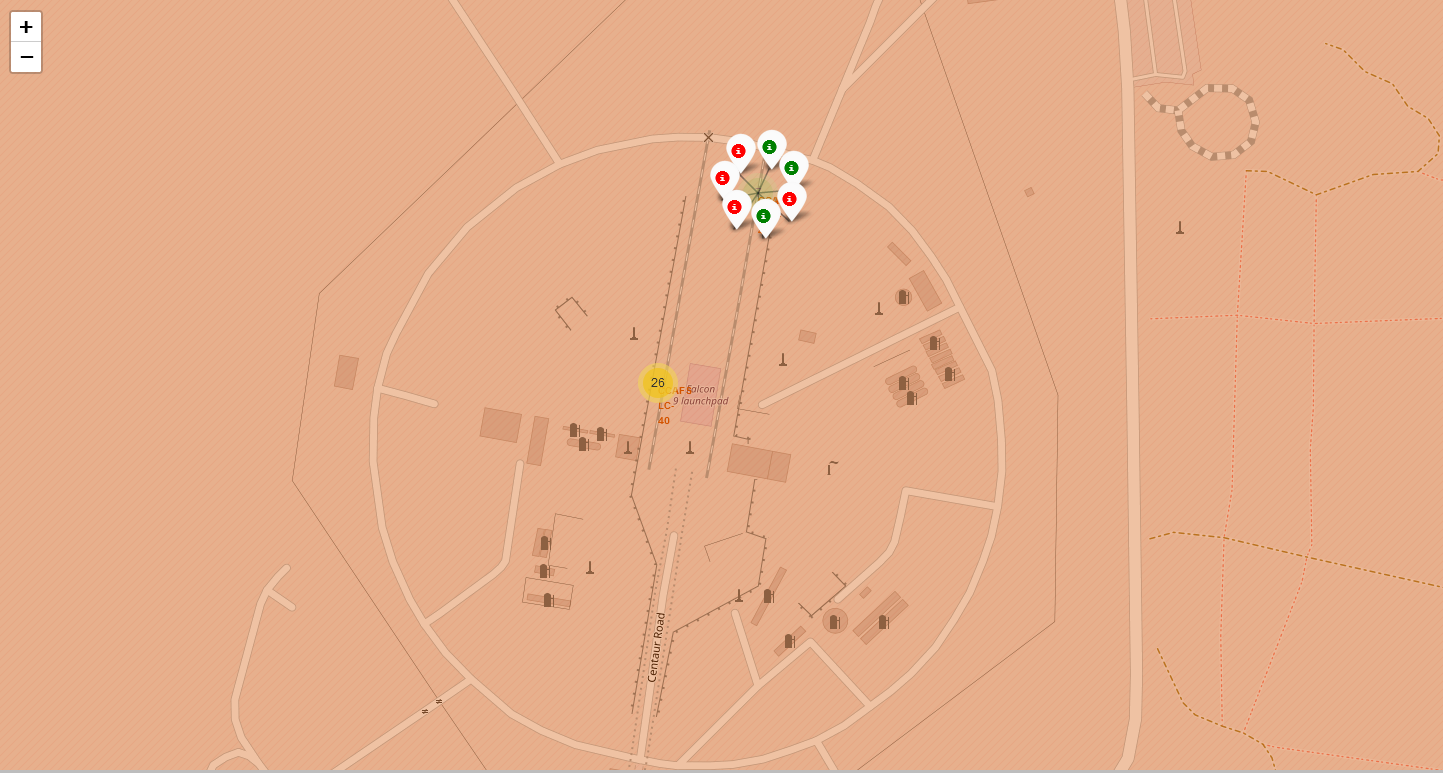 +
−
26
Falcon
9 launchpad
LC-
40
Centaur Road